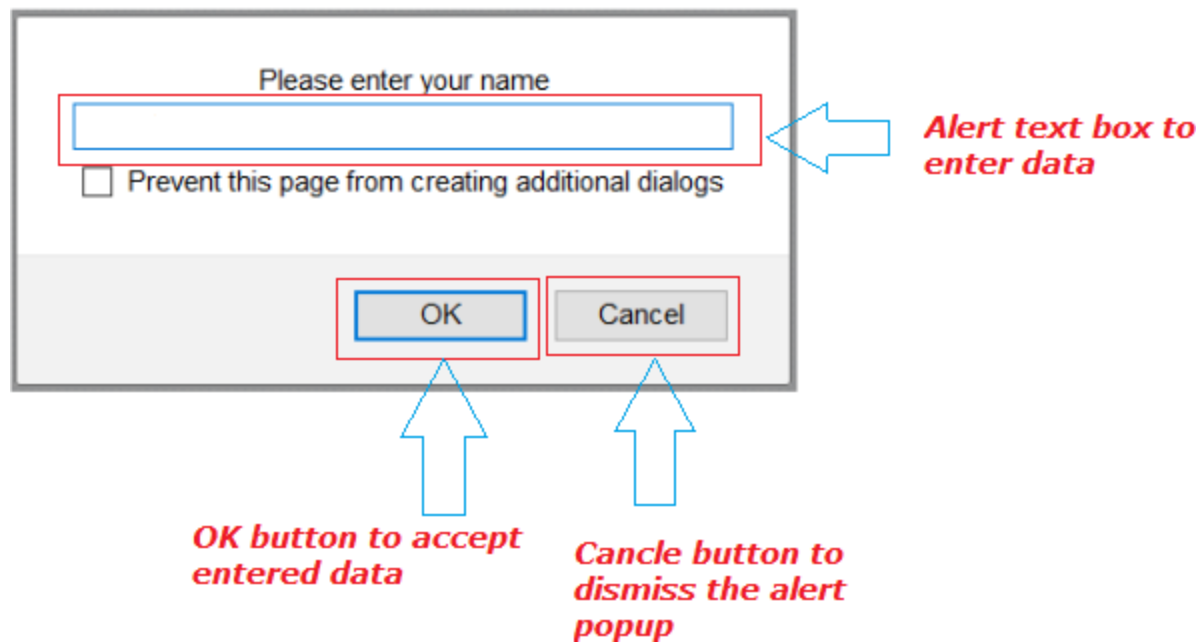 Please enter your name
Alert text box to
enter data
Prevent this page from creating additional dialogs
OK
Cancel
OK button to accept
entered data
Cancle button to
dismiss the alert
popup